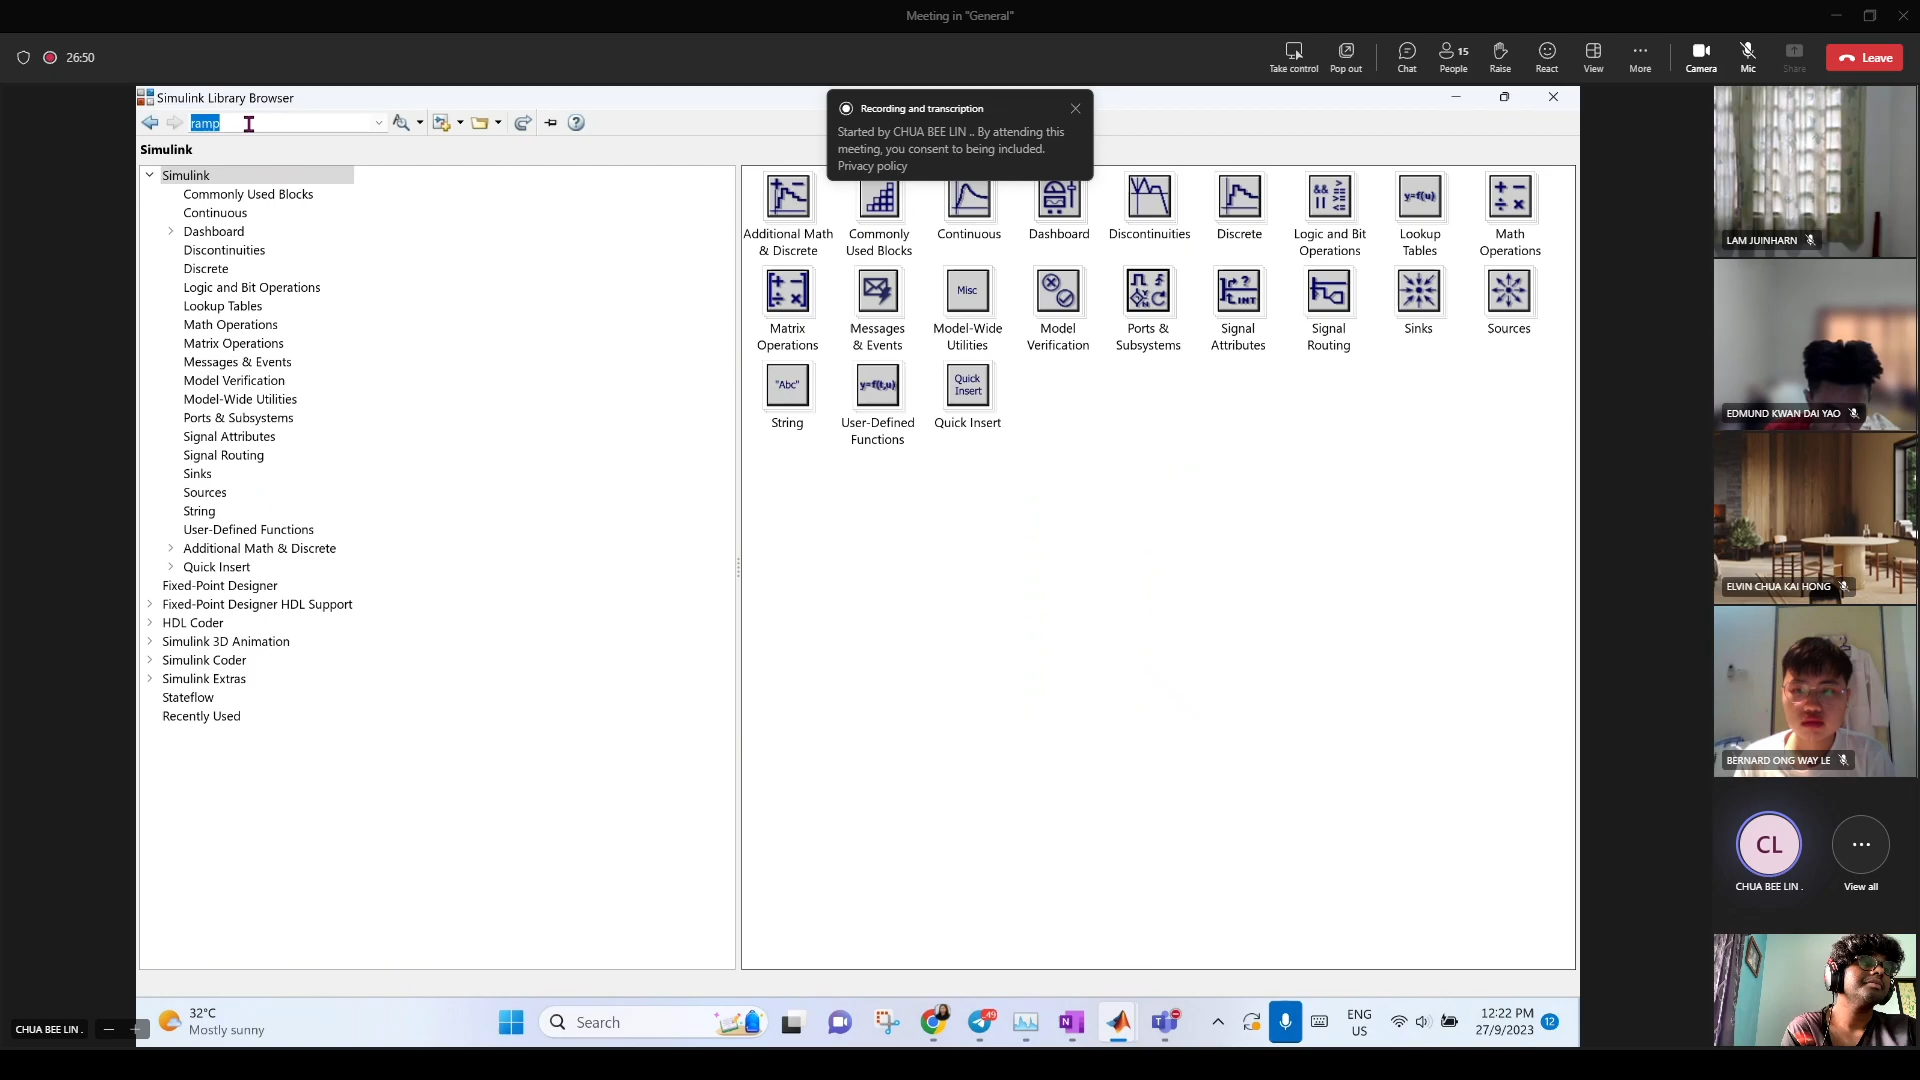 Meeting in "General"
26:50
Take control
Pop out
Chat
15
People
Raise
React
View
More
Camera
Mic
Share
Leave
Simulink Library Browser
ramp
Recording and transcription
Started by CHUA BEE LIN .. By attending this
meeting, you consent to being included.
Privacy policy
Simulink
Simulink
Commonly Used Blocks
Continuous
Dashboard
Discontinuities
Discrete
Logic and Bit Operations
Lookup Tables
Math Operations
Matrix Operations
Messages & Events
Model Verification
Model-Wide Utilities
Ports & Subsystems
Signal Attributes
Signal Routing
Sinks
Sources
String
User-Defined Functions
Additional Math & Discrete
Quick Insert
Fixed-Point Designer
Fixed-Point Designer HDL Support
HDL Coder
Simulink 3D Animation
Simulink Coder
Simulink Extras
Stateflow
Recently Used
y=f(u)
Additional Math
& Discrete
Commonly
Used Blocks
Continuous
Dashboard
Discontinuities
Discrete
Logic and Bit
Operations
Lookup
Tables
Math
Operations
Misc
INT
Matrix
Operations
Messages
& Events
Model-Wide
Utilities
Model
Verification
Ports &
Subsystems
Signal
Attributes
Signal
Routing
Sinks
Sources
"Abc"
y=f(t,u)
Quick
Insert
String
User-Defined
Functions
Quick Insert
LAM JUINHARN
EDMUND KWAN DAI YAO
ELVIN CHUA KAI HONG
BERNARD ONG WAY LE
CL
CHUA BEE LIN .
View all
CHUA BEE LIN .
32°C
Mostly sunny
Search
49
ENG
US
12:22 PM
27/9/2023
12